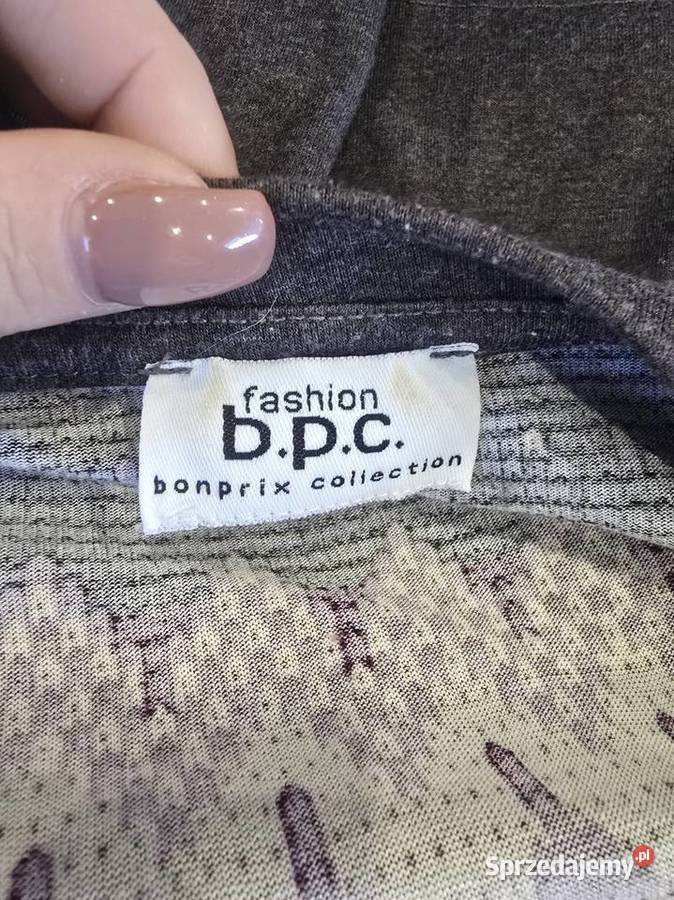 fashion
b.p.c.
bonprix collection
Sprzedajemy.pl